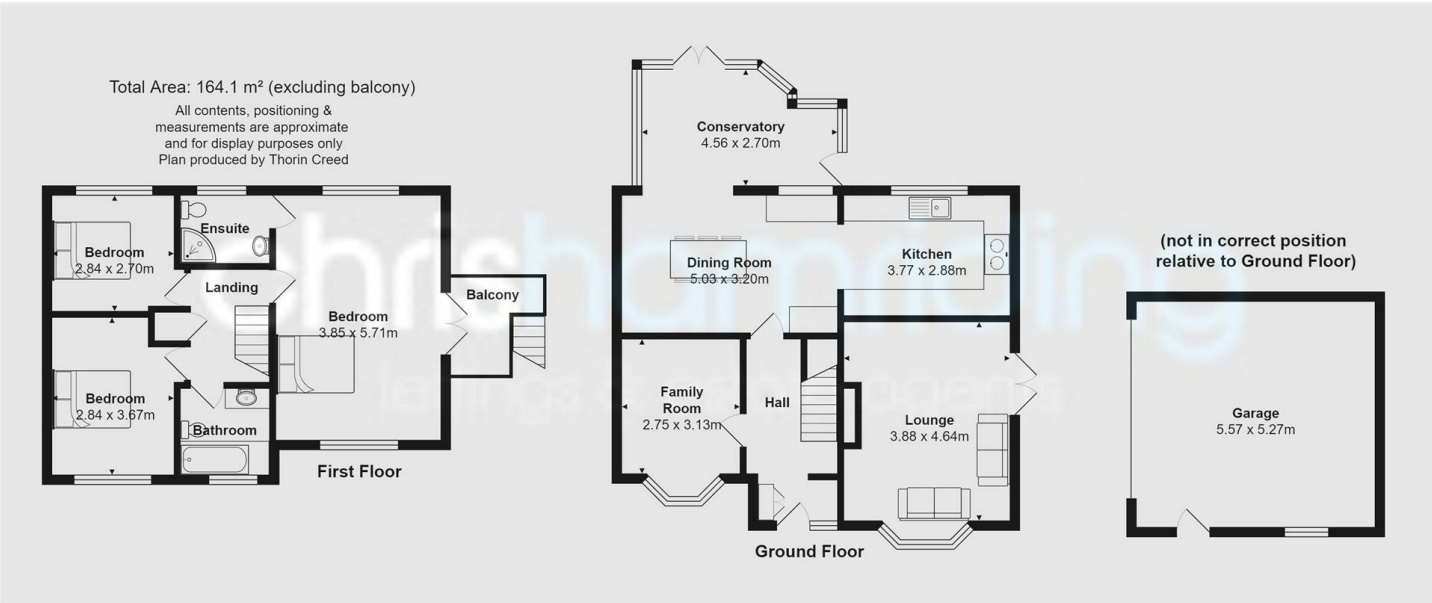 Total Area: 164.1 m² (excluding balcony)
All contents, positioning &
measurements are approximate
and for display purposes only
Plan produced by Thorin Creed
Bedroom
2.84 x 2.70m
Ensuite
Landing
Bedroom
3.85 x 5.71m
Balcony
Bedroom
2.84 x 3.67m
Bathroom
First Floor
Conservatory
4.56 x 2.70m
Dining Room
5.03 x 3.20m
Kitchen
3.77 x 2.88m
Family
Room
2.75 x 3.13m
Hall
Lounge
3.88 x 4.64m
Ground Floor
(not in correct position
relative to Ground Floor)
Garage
5.57 x 5.27m